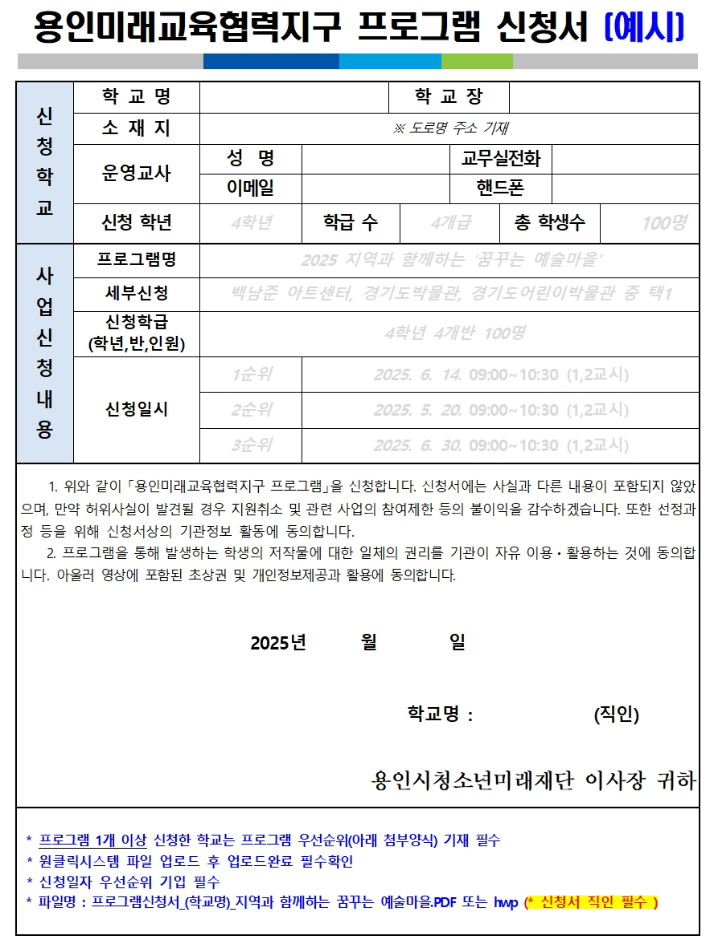 용인미래교육협력지구 프로그램 신청서 (예시)
신청학교
학 교 명
학 교 장
소 재 지
※ 도로명 주소 기재
운영교사
성 명
교무실전화
이메일
핸드폰
신청 학년
4학년
학급 수
4개급
총 학생수
100명
사업신청내용
프로그램명
2025 지역과 함께하는 '꿈꾸는 예술마을'
세부신청
백남준 아트센터, 경기도박물관, 경기도어린이박물관 중 택1
신청학급
(학년,반,인원)
4학년 4개반 100명
신청일시
1순위
2025. 6. 14. 09:00~10:30 (1,2교시)
2순위
2025. 5. 20. 09:00~10:30 (1,2교시)
3순위
2025. 6. 30. 09:00~10:30 (1,2교시)
1. 위와 같이 「용인미래교육협력지구 프로그램」을 신청합니다. 신청서에는 사실과 다른 내용이 포함되지 않았
으며, 만약 허위사실이 발견될 경우 지원취소 및 관련 사업의 참여제한 등의 불이익을 감수하겠습니다. 또한 선정과
정 등을 위해 신청서상의 기관정보 활동에 동의합니다.
2. 프로그램을 통해 발생하는 학생의 저작물에 대한 일체의 권리를 기관이 자유 이용·활용하는 것에 동의합
니다. 아울러 영상에 포함된 초상권 및 개인정보제공과 활용에 동의합니다.
2025년 월 일
학교명 : (직인)
용인시청소년미래재단 이사장 귀하
* 프로그램 1개 이상 신청한 학교는 프로그램 우선순위(아래 첨부양식) 기재 필수
* 원클릭시스템 파일 업로드 후 업로드완료 필수확인
* 신청일자 우선순위 기입 필수
* 파일명 : 프로그램신청서_(학교명)_지역과 함께하는 꿈꾸는 예술마을.PDF 또는 hwp (* 신청서 직인 필수 )